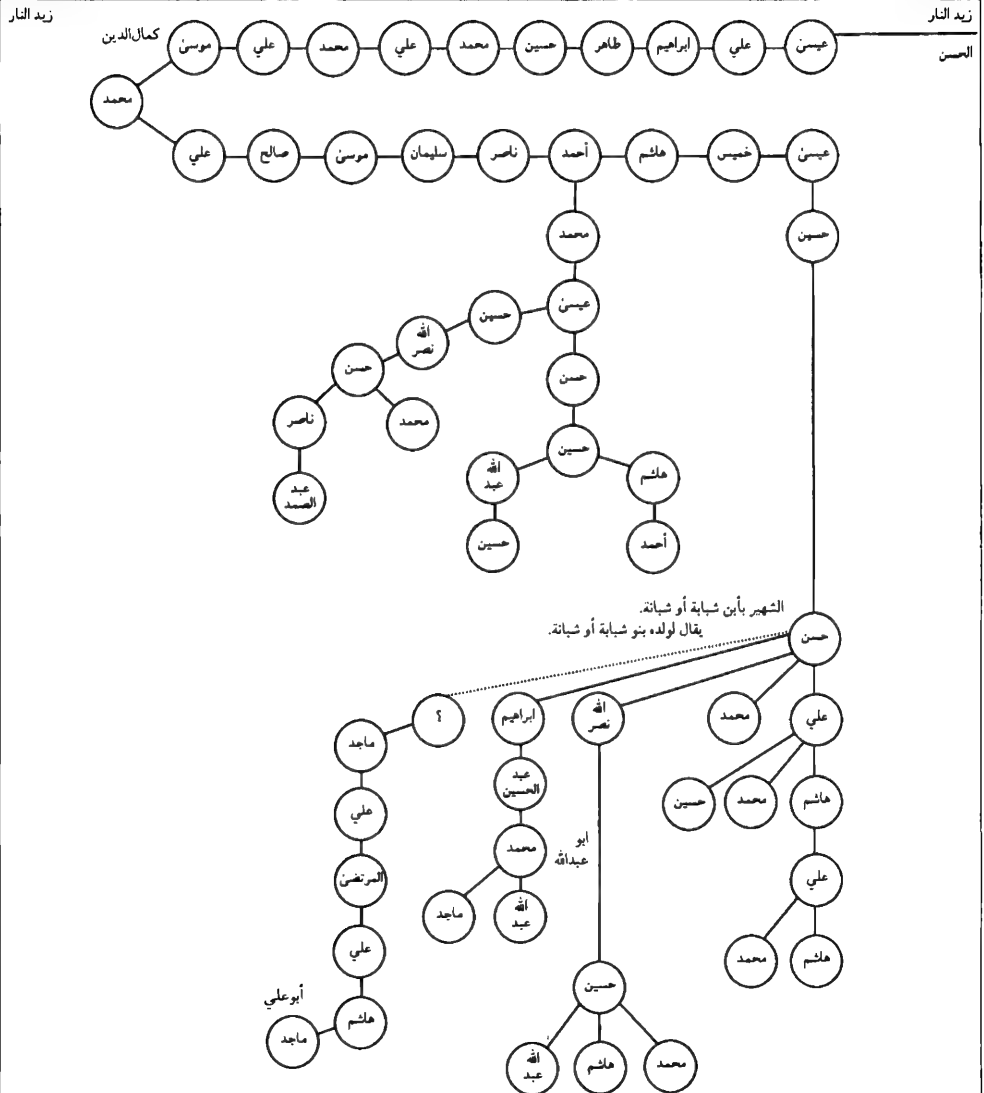 زيد النار
زيد النار
الحسن
عيسىٰ علي ابراهيم طاهر حسين محمد علي محمد علي موسىٰ كمال‌الدين
محمد
عيسىٰ خميس هاشم أحمد ناصر سليمان موسىٰ صالح علي
حسين محمد
عيسىٰ حسين
الله
نصر
حسن حسن
محمد ناصر
حسين
هاشم
الله
عبد
عبد
الصمد
أحمد حسين
الشهير بأبن شبابة أو شبانة.
يقال لولده بنو شبابة أو شبانة.
حسن
علي محمد
الله
نصر
ابراهيم ؟
ماجد
عبد
الحسين
هاشم محمد حسين
علي
ابو
عبدالله
محمد
علي المرتضىٰ
الله
عبد
ماجد
هاشم محمد علي
حسين
أبوعلي
هاشم
ماجد
محمد هاشم
الله
عبد